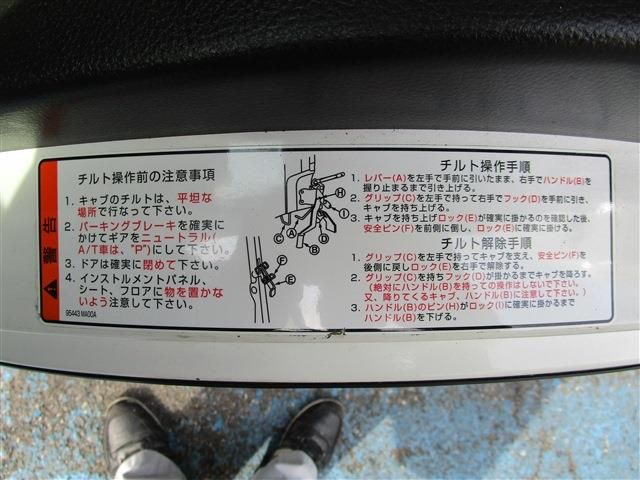 警告
チルト操作前の注意事項
1. キャブのチルトは、平坦な
場所で行なって下さい。
2. パーキングブレーキを確実に
かけてギアをニュートラル(
A/T車は、"P")にして下さい。
3. ドアは確実に閉めて下さい。
4. インストルメントパネル、
シート、フロアに物を置かな
いよう注意して下さい。
95443 MA00A
H
I
G
A
C
D
B
F
E
チルト操作手順
1. レバー(A)を左手で手前に引いたまま、右手でハンドル(B)を
握り止まるまで引き上げる。
2. グリップ(C)を左手で持って右手でフック(D)を手前に引き、
キャブを持ち上げる。
3. キャブを持ち上げロック(E)が確実に掛かるのを確認した後、
安全ピン(F)を前側に倒し、ロック(E)に確実に掛ける。
チルト解除手順
1. グリップ(C)を左手で持ってキャブを支え、安全ピン(F)を
後側に戻しロック(E)を右手で解除する。
2. グリップ(C)を持ちフック(D)が掛かるまでキャブを降ろす。
(絶対にハンドル(B)を持っての操作はしないで下さい。
又、降りてくるキャブ、ハンドル(B)に注意して下さい。)
3. ハンドル(B)のピン(H)がロック(I)に確実に掛かるまで
ハンドル(B)を下げる。